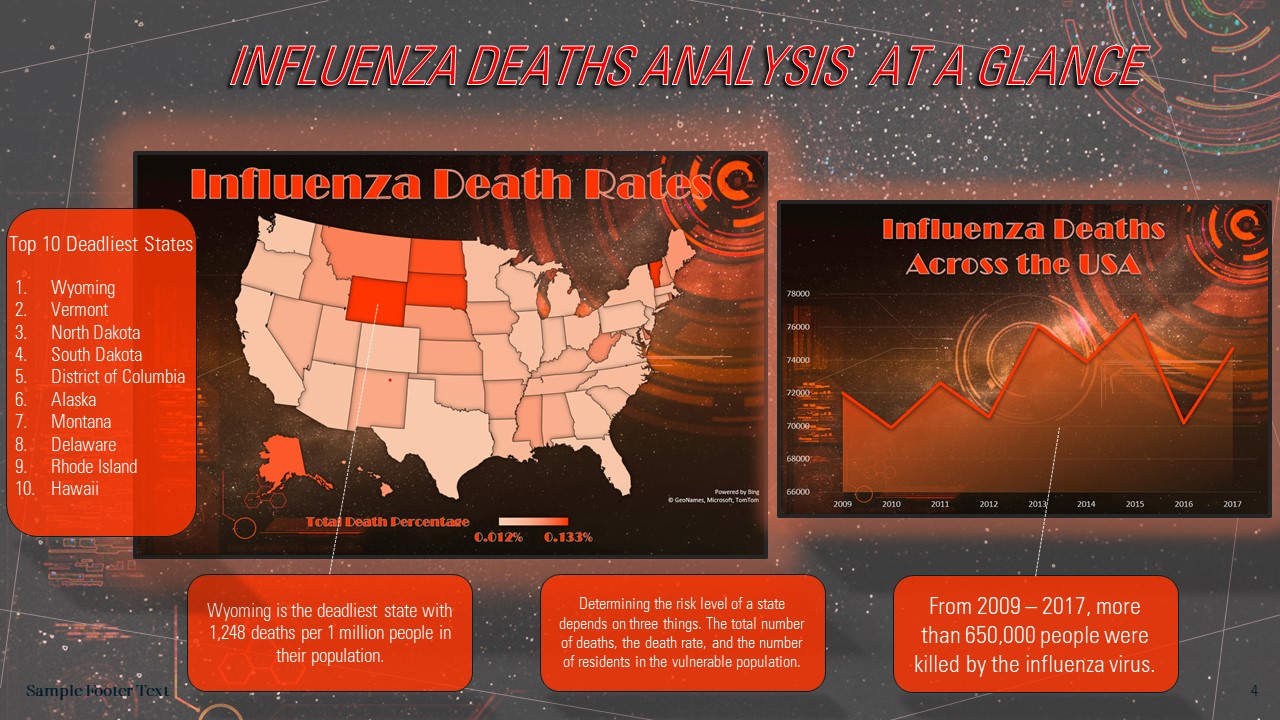 INFLUENZA DEATHS ANALYSIS AT A GLANCE
Influenza Death Rates
Top 10 Deadliest States
1. Wyoming
2. Vermont
3. North Dakota
4. South Dakota
5. District of Columbia
6. Alaska
7. Montana
8. Delaware
9. Rhode Island
10. Hawaii
Powered by Bing
© GeoNames, Microsoft, TomTom
Total Death Percentage
0.012% 0.133%
Influenza Deaths
Across the USA
78000
76000
74000
72000
70000
68000
66000
2009 2010 2011 2012 2013 2014 2015 2016 2017
Wyoming is the deadliest state with
1,248 deaths per 1 million people in
their population.
Determining the risk level of a state
depends on three things. The total number
of deaths, the death rate, and the number
of residents in the vulnerable population.
From 2009 – 2017, more
than 650,000 people were
killed by the influenza virus.
Sample Footer Text
4